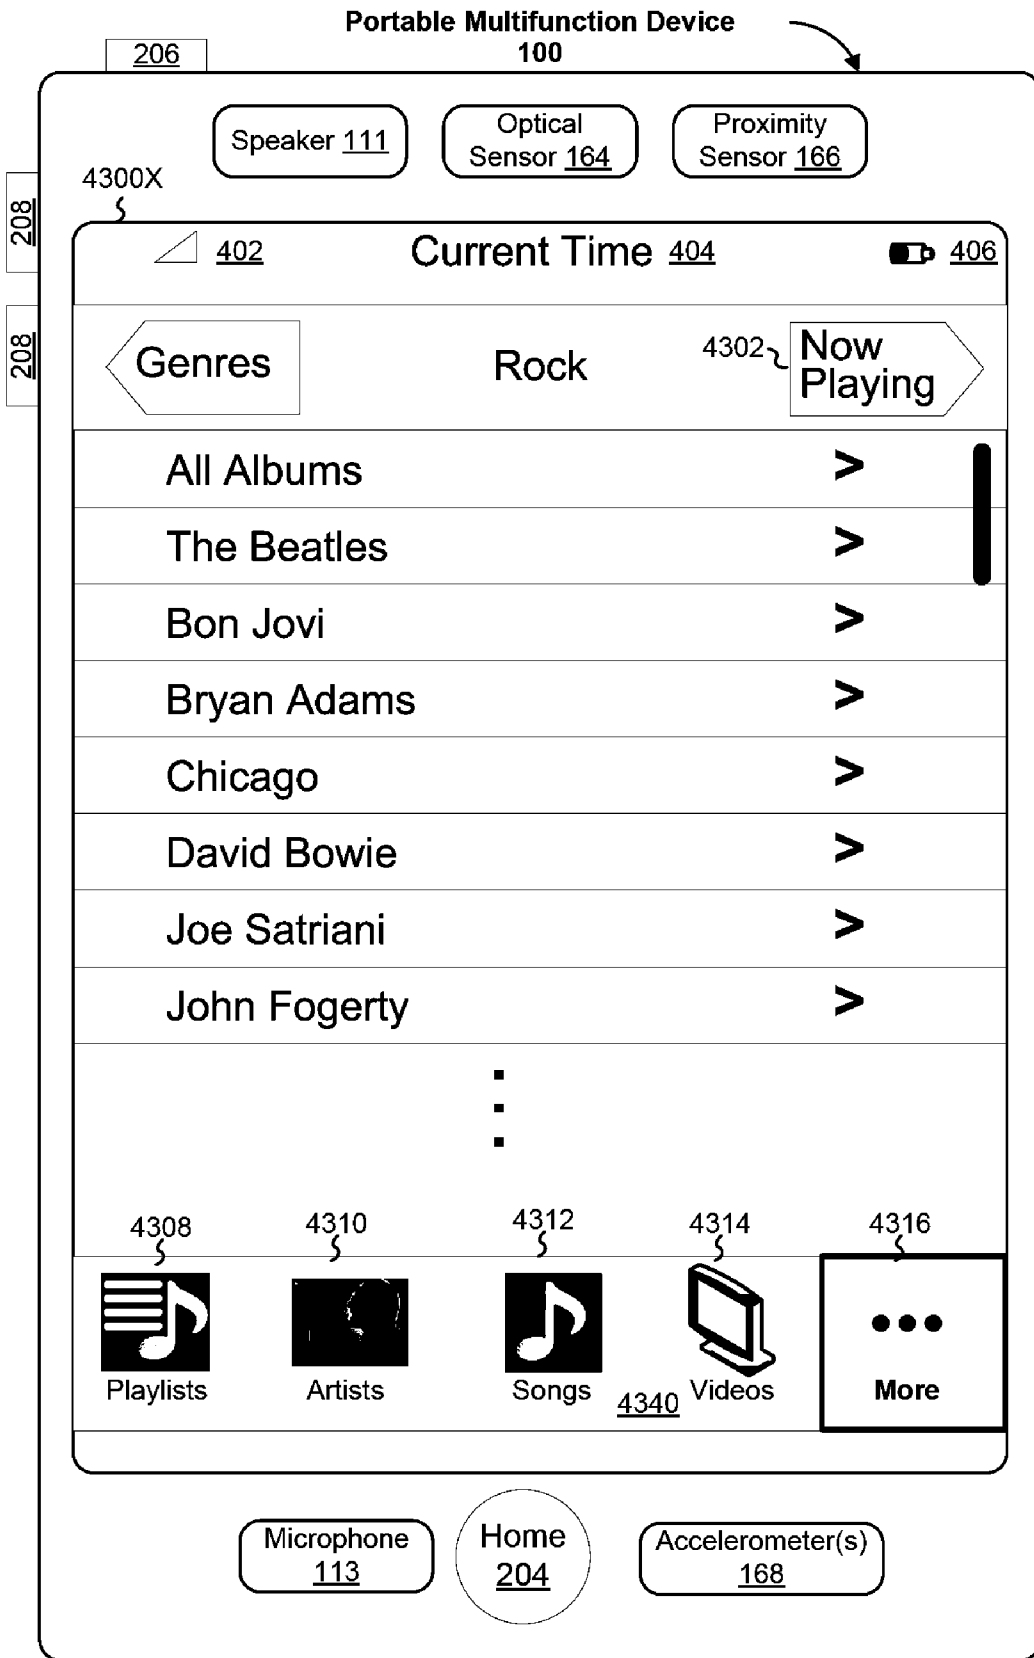 Portable Multifunction Device
100
206
Speaker 111
Optical
Sensor 164
Proximity
Sensor 166
4300X
208
402
Current Time 404
406
208
Genres
Rock
4302
Now
Playing
All Albums >
The Beatles >
Bon Jovi >
Bryan Adams >
Chicago >
David Bowie >
Joe Satriani >
John Fogerty >
4308
4310
4312
4314
4316
Playlists
Artists
Songs
4340
Videos
More
Microphone
113
Home
204
Accelerometer(s)
168